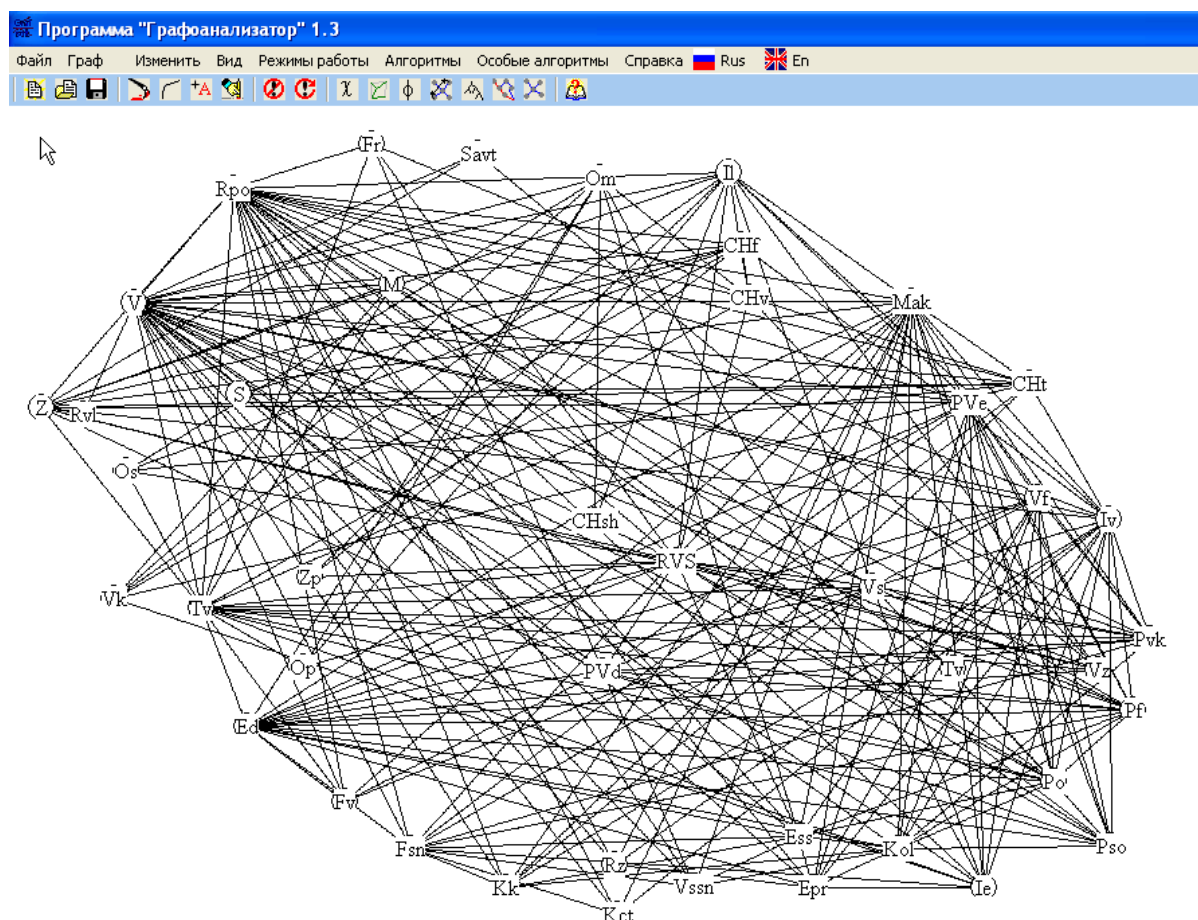 Программа "Графоанализатор" 1.3
Файл Граф Изменить Вид Режимы работы Алгоритмы Особые алгоритмы Справка Rus En
(Fr)
Savt
Rpo
Om
Il
CHf
(M)
CHv
(V)
Mak
CHt
S
PVe
(Z)
Rvl
Os
Vf
CHsh
Iv)
RVS
Zp
Vs
Vk
Tv
Pvk
Op
PVd
Tw
Vz
Pf
(Ed
Po
(Fv)
Ess
Fsn
Kol
Pso
(Rz
Kk
Vssn
Epr
(Ie)
Kct